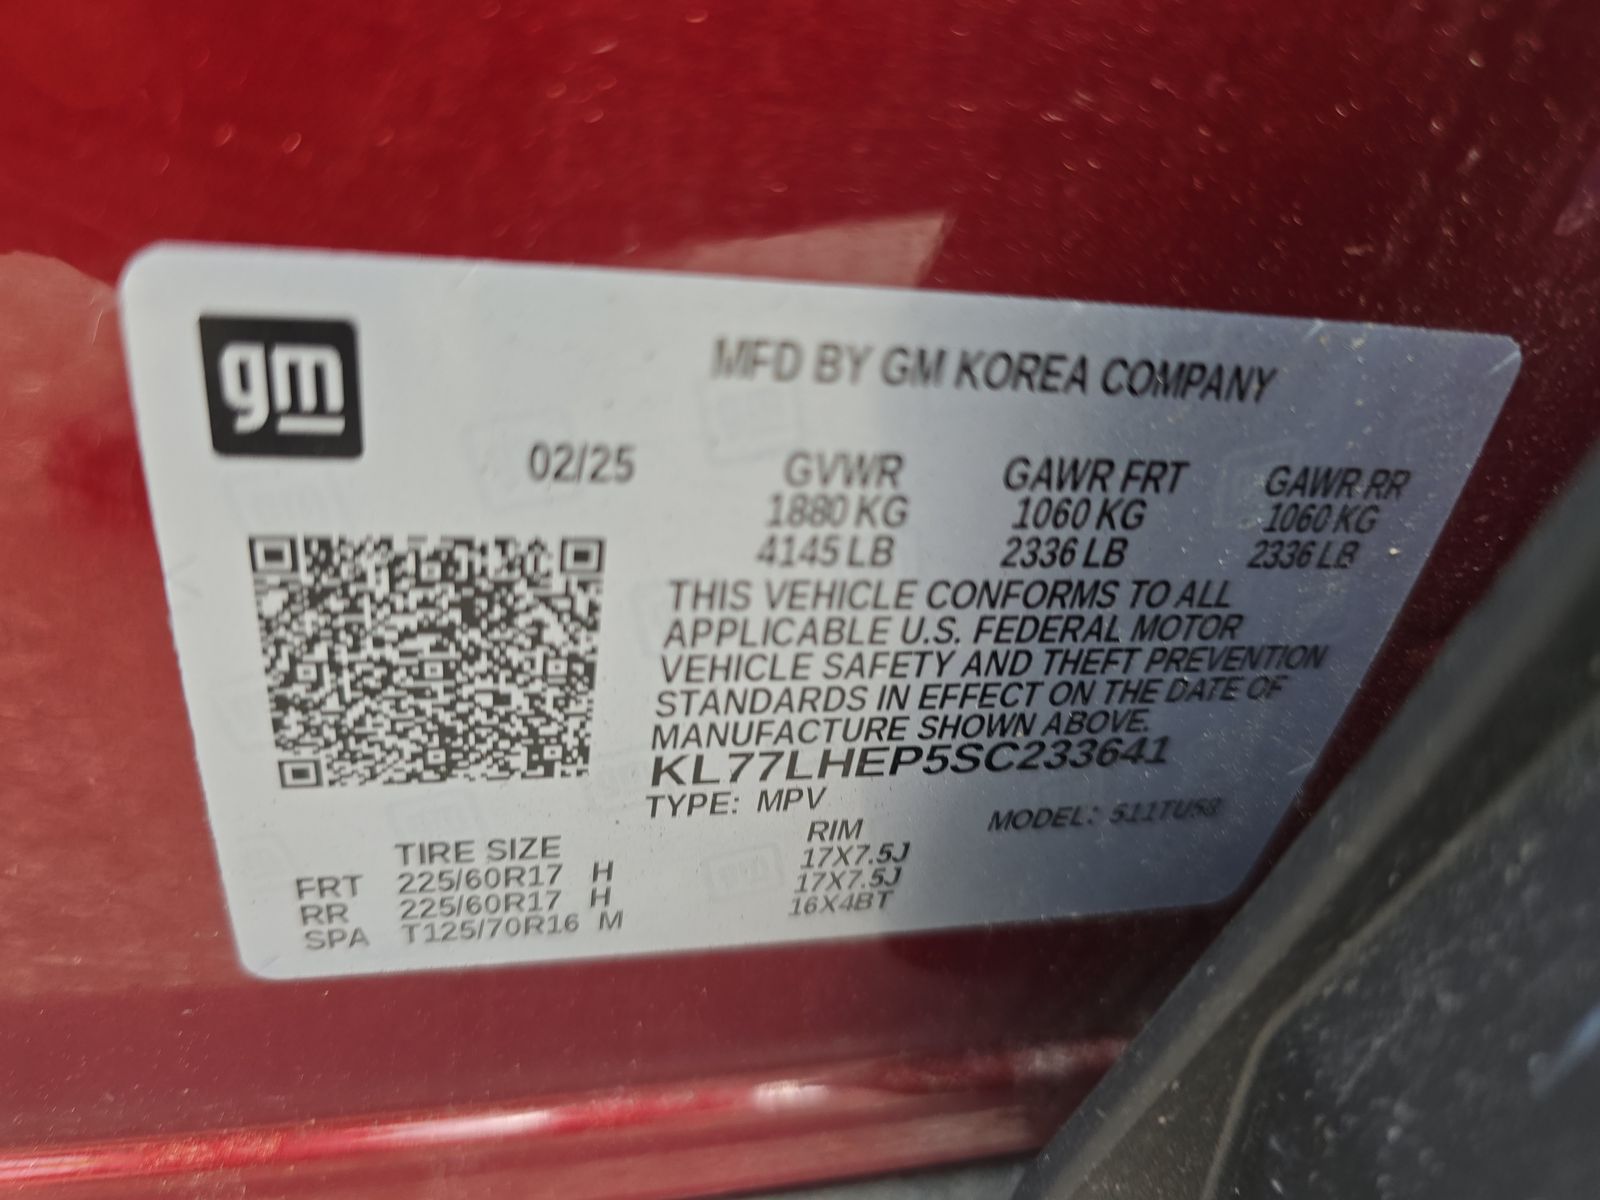 gm
MFD BY GM KOREA COMPANY
02/25
GVWR GAWR FRT GAWR RR
1880 KG 1060 KG 1060 KG
4145 LB 2336 LB 2336 LB
THIS VEHICLE CONFORMS TO ALL
APPLICABLE U.S. FEDERAL MOTOR
VEHICLE SAFETY AND THEFT PREVENTION
STANDARDS IN EFFECT ON THE DATE OF
MANUFACTURE SHOWN ABOVE.
KL77LHEP5SC233641
TYPE: MPV MODEL:
TIRE SIZE RIM
FRT 225/60R17 H 17X7.5J
RR 225/60R17 H 17X7.5J
SPA T125/70R16 M 16X4BT